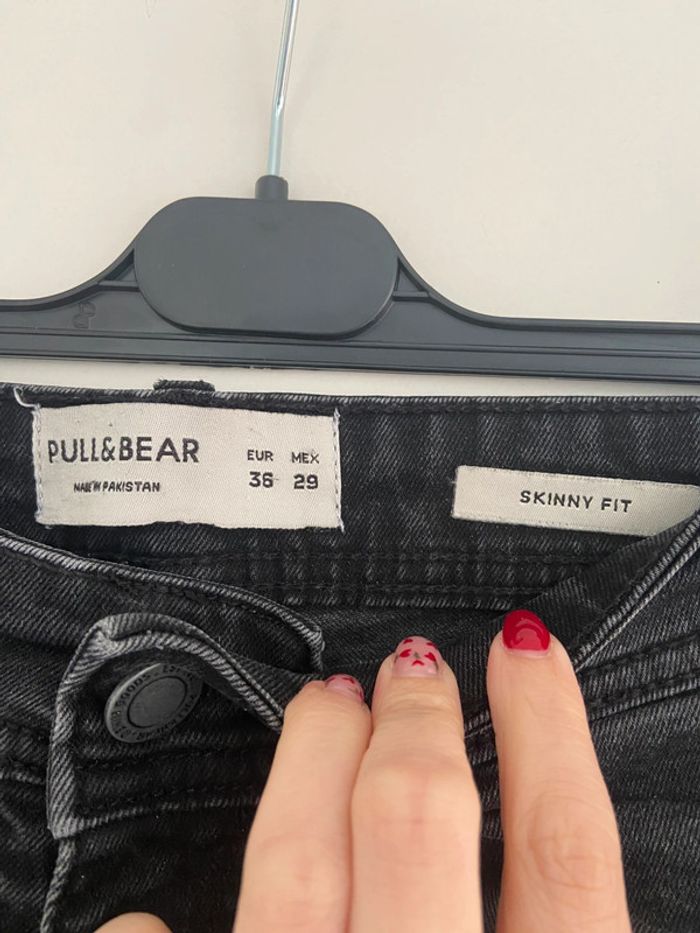 PULL&BEAR
MADE IN PAKISTAN
EUR MEX
36 29
SKINNY FIT